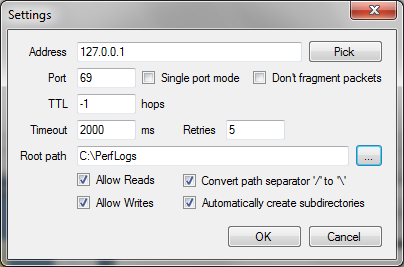 Settings
Address 127.0.0.1 Pick
Port 69 Single port mode Don't fragment packets
TTL -1 hops
Timeout 2000 ms Retries 5
Root path C:\PerfLogs ...
Allow Reads Convert path separator '/' to '\'
Allow Writes Automatically create subdirectories
OK Cancel